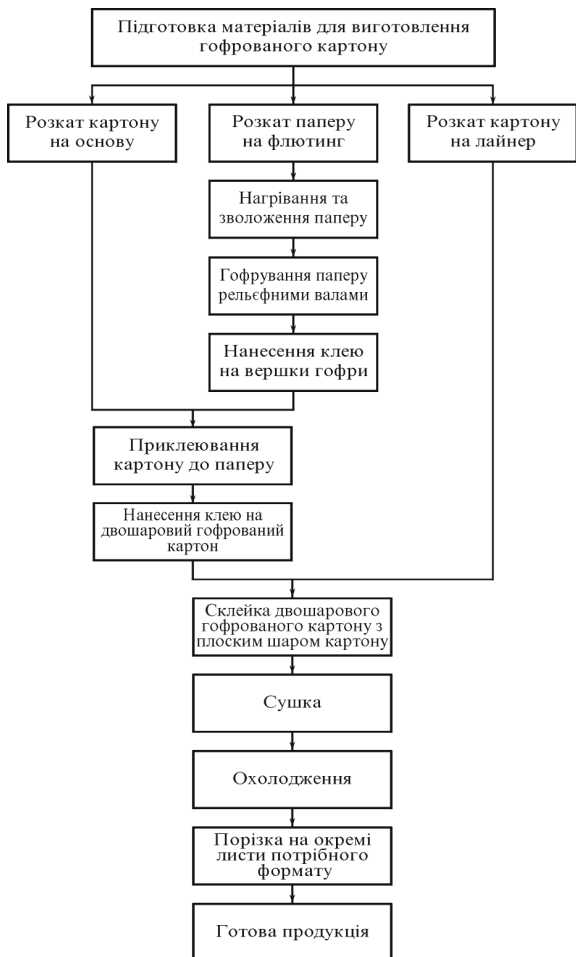 Підготовка матеріалів для виготовлення
гофрованого картону
Розкат картону
на основу
Розкат паперу
на флютинг
Розкат картону
на лайнер
Нагрівання та
зволоження паперу
Гофрування паперу
рельєфними валами
Нанесення клею
на вершки гофри
Приклеювання
картону до паперу
Нанесення клею на
двошаровий гофрований
картон
Склейка двошарового
гофрованого картону з
плоским шаром картону
Сушка
Охолодження
Порізка на окремі
листи потрібного
формату
Готова продукція